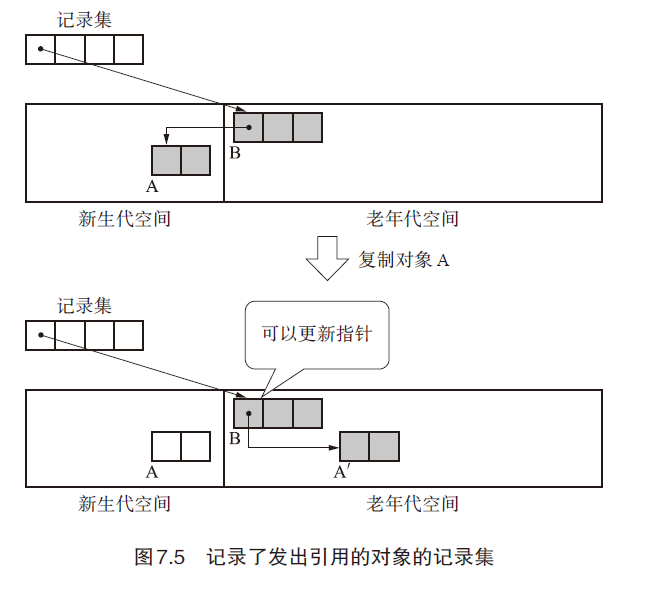 记录集
B
A
新生代空间 老年代空间
复制对象 A
记录集
可以更新指针
B
A A′
新生代空间 老年代空间
图7.5 记录了发出引用的对象的记录集